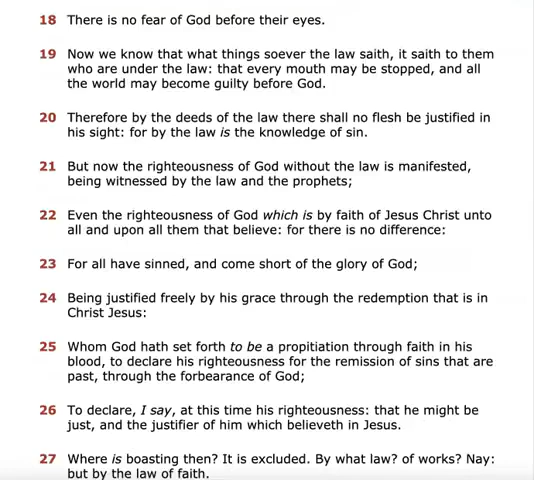 18 There is no fear of God before their eyes.
19 Now we know that what things soever the law saith, it saith to them
who are under the law: that every mouth may be stopped, and all
the world may become guilty before God.
20 Therefore by the deeds of the law there shall no flesh be justified in
his sight: for by the law is the knowledge of sin.
21 But now the righteousness of God without the law is manifested,
being witnessed by the law and the prophets;
22 Even the righteousness of God which is by faith of Jesus Christ unto
all and upon all them that believe: for there is no difference:
23 For all have sinned, and come short of the glory of God;
24 Being justified freely by his grace through the redemption that is in
Christ Jesus:
25 Whom God hath set forth to be a propitiation through faith in his
blood, to declare his righteousness for the remission of sins that are
past, through the forbearance of God;
26 To declare, I say, at this time his righteousness: that he might be
just, and the justifier of him which believeth in Jesus.
27 Where is boasting then? It is excluded. By what law? of works? Nay:
but by the law of faith.